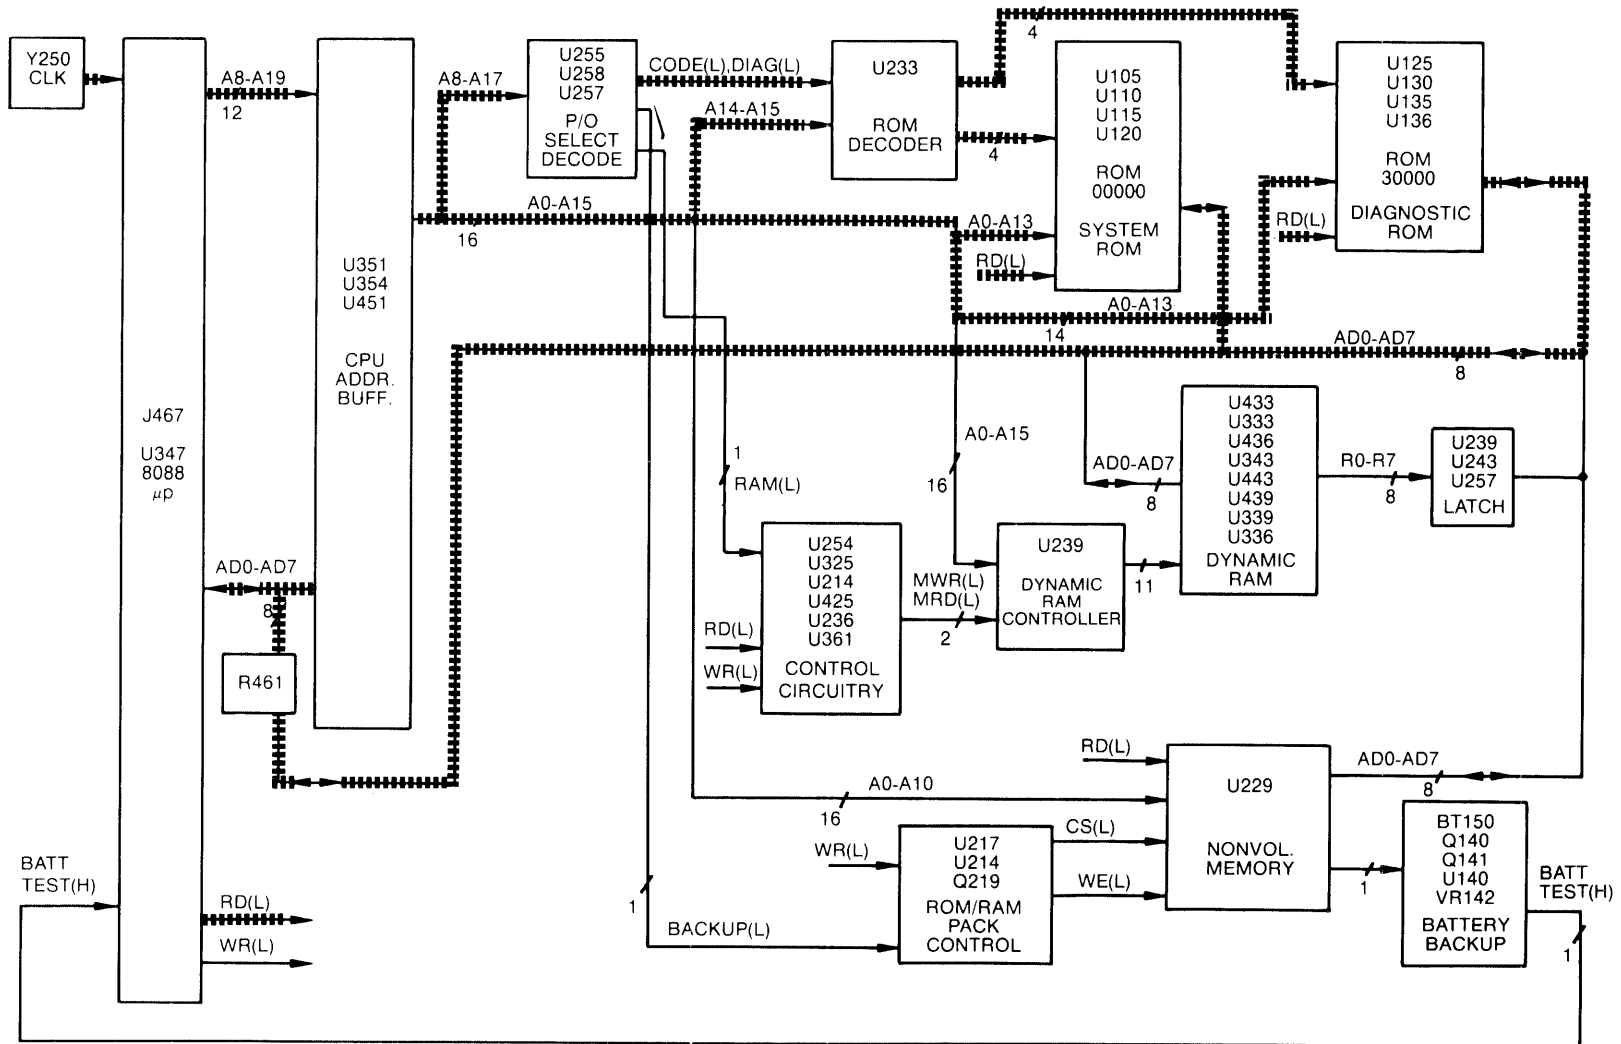 Y250
CLK
A8-A19
12
J467
U347
8088
µp
AD0-AD7
8
R461
BATT
TEST(H)
RD(L)
WR(L)
U351
U354
U451
CPU
ADDR.
BUFF.
A8-A17
U255
U258
U257
P/O
SELECT
DECODE
CODE(L),DIAG(L)
A14-A15
A0-A15
16
U233
ROM
DECODER
4
4
U105
U110
U115
U120
ROM
00000
SYSTEM
ROM
A0-A13
RD(L)
A0-A13
14
U125
U130
U135
U136
ROM
30000
DIAGNOSTIC
ROM
RD(L)
AD0-AD7
8
1
RAM(L)
A0-A15
16
AD0-AD7
8
U433
U333
U436
U343
U443
U439
U339
U336
DYNAMIC
RAM
R0-R7
8
U239
U243
U257
LATCH
U254
U325
U214
U425
U236
U361
CONTROL
CIRCUITRY
RD(L)
WR(L)
MWR(L)
MRD(L)
2
U239
DYNAMIC
RAM
CONTROLLER
11
RD(L)
A0-A10
16
U229
NONVOL.
MEMORY
AD0-AD7
8
WR(L)
U217
U214
Q219
ROM/RAM
PACK
CONTROL
CS(L)
WE(L)
1
BACKUP(L)
1
BT150
Q140
Q141
U140
VR142
BATTERY
BACKUP
BATT
TEST(H)
1